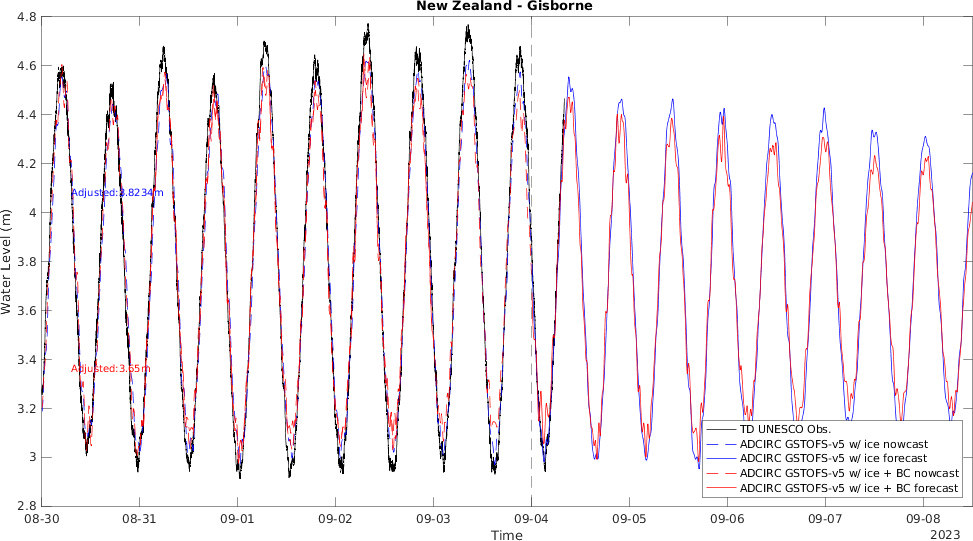 New Zealand - Gisborne
4.8
4.6
4.4
4.2
4
3.8
3.6
3.4
3.2
3
2.8
Water Level (m)
Adjusted:3.8234m
Adjusted:3.65m
TD UNESCO Obs.
ADCIRC GSTOFS-v5 w/ ice nowcast
ADCIRC GSTOFS-v5 w/ ice forecast
ADCIRC GSTOFS-v5 w/ ice + BC nowcast
ADCIRC GSTOFS-v5 w/ ice + BC forecast
08-30 08-31 09-01 09-02 09-03 09-04 09-05 09-06 09-07 09-08
Time
2023